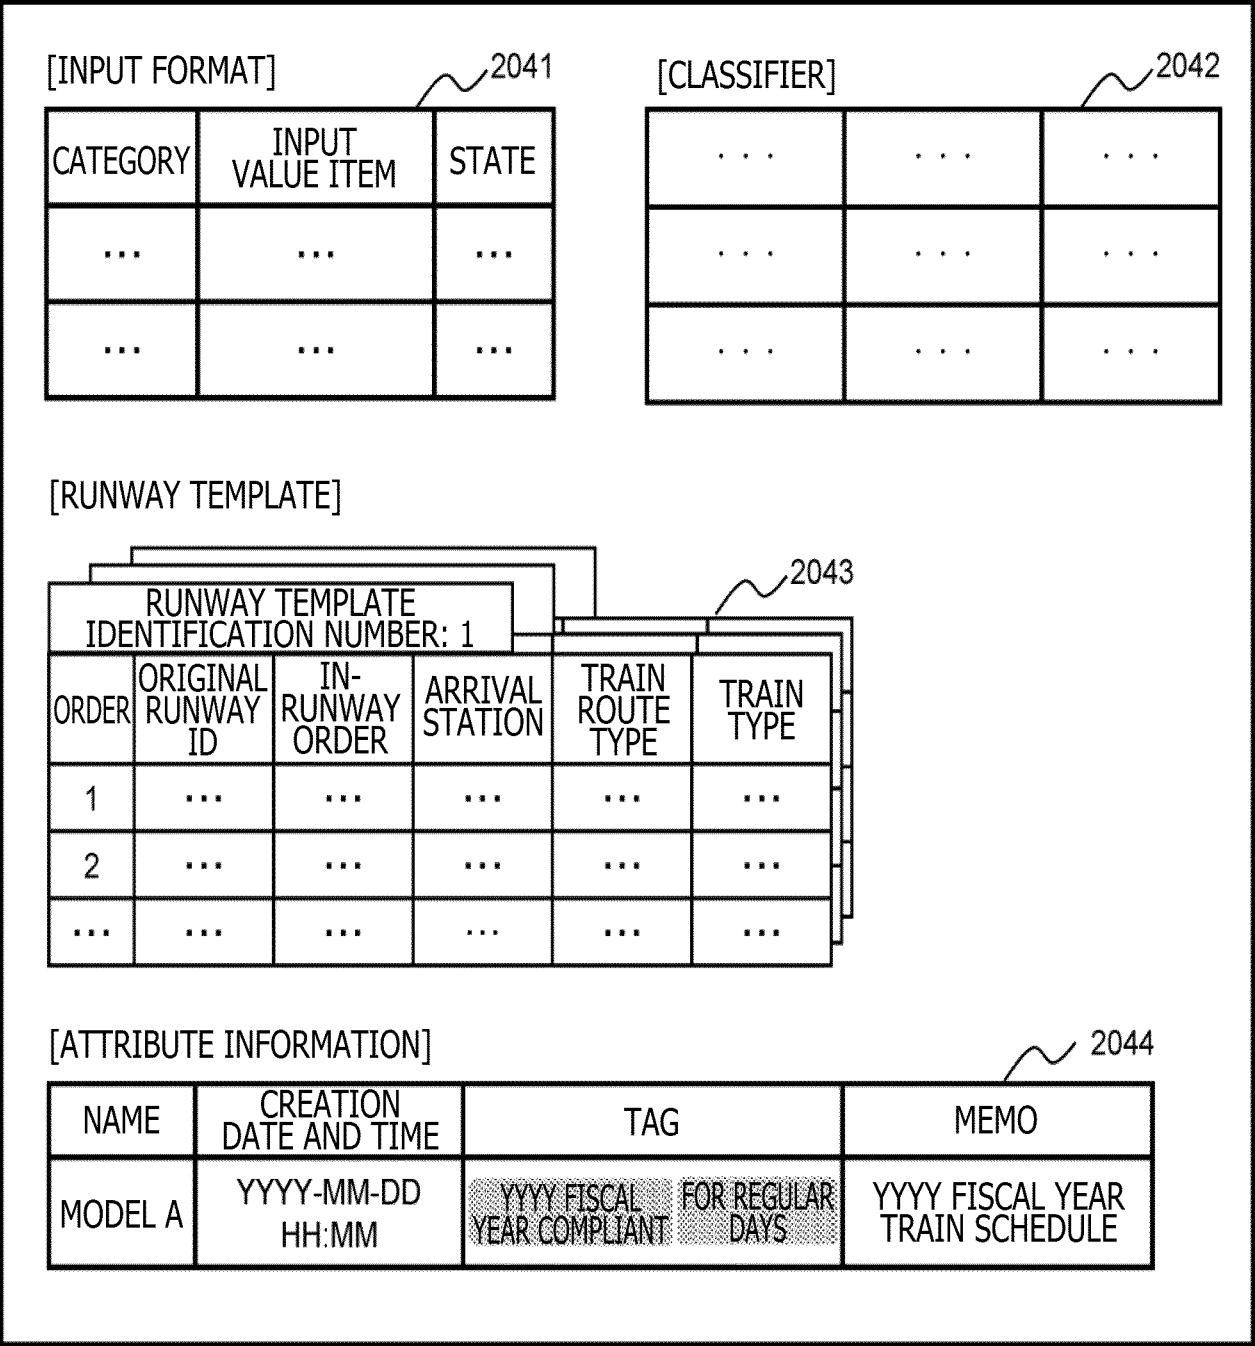 [INPUT FORMAT]
2041
CATEGORY
INPUT
VALUE ITEM
STATE
... ... ...
... ... ...
[CLASSIFIER]
2042
... ... ...
... ... ...
... ... ...
[RUNWAY TEMPLATE]
2043
RUNWAY TEMPLATE
IDENTIFICATION NUMBER: 1
ORDER
ORIGINAL
RUNWAY
ID
IN-
RUNWAY
ORDER
ARRIVAL
STATION
TRAIN
ROUTE
TYPE
TRAIN
TYPE
1 ... ... ... ... ...
2 ... ... ... ... ...
... ... ... ... ... ...
[ATTRIBUTE INFORMATION]
2044
NAME
CREATION
DATE AND TIME
TAG
MEMO
MODEL A
YYYY-MM-DD
HH:MM
YYYY FISCAL
YEAR COMPLIANT
FOR REGULAR
DAYS
YYYY FISCAL YEAR
TRAIN SCHEDULE